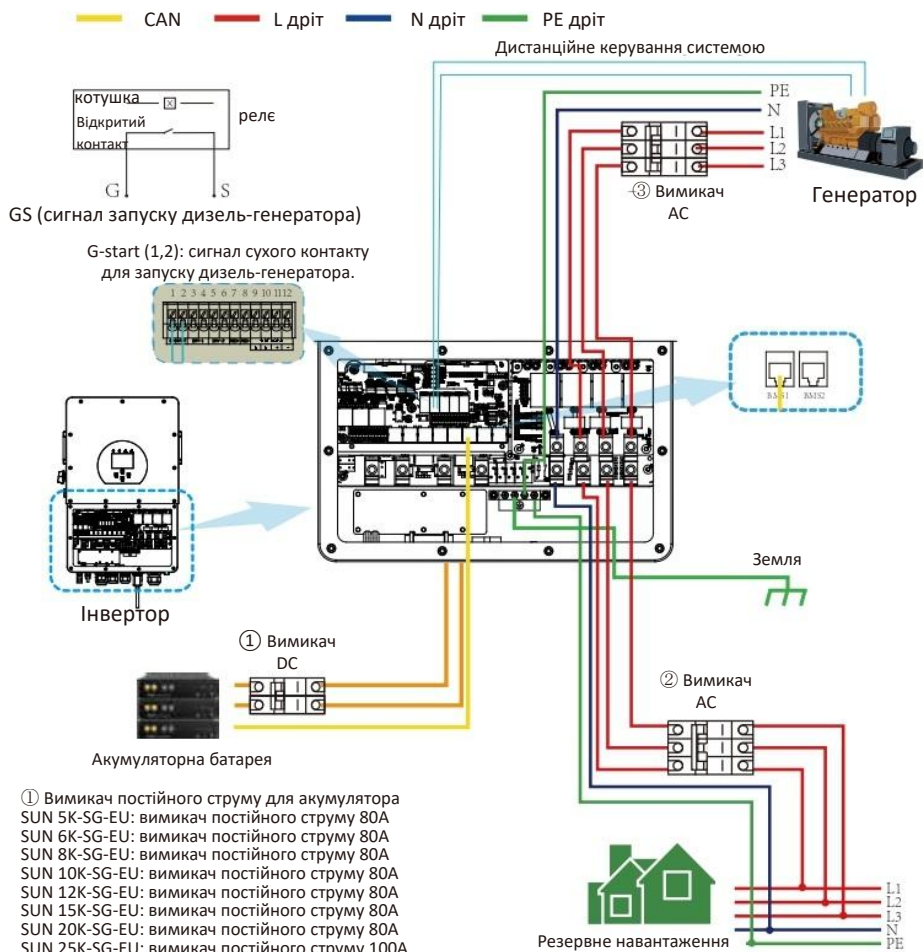 CAN L дріт N дріт PE дріт
Дистанційне керування системою
котушка
Відкритий
контакт
реле
G S
GS (сигнал запуску дизель-генератора)
PE
N
L1
L2
L3
③ Вимикач
AC
Генератор
G-start (1,2): сигнал сухого контакту
для запуску дизель-генератора.
1 2 3 4 5 6 7 8 9 10 11 12
BMS1 BMS2
Інвертор
Земля
① Вимикач
DC
② Вимикач
AC
Акумуляторна батарея
① Вимикач постійного струму для акумулятора
SUN 5K-SG-EU: вимикач постійного струму 80A
SUN 6K-SG-EU: вимикач постійного струму 80A
SUN 8K-SG-EU: вимикач постійного струму 80A
SUN 10K-SG-EU: вимикач постійного струму 80A
SUN 12K-SG-EU: вимикач постійного струму 80A
SUN 15K-SG-EU: вимикач постійного струму 80A
SUN 20K-SG-EU: вимикач постійного струму 80A
SUN 25K-SG-EU: вимикач постійного струму 100A
Резервне навантаження
L1
L2
L3
N
PE